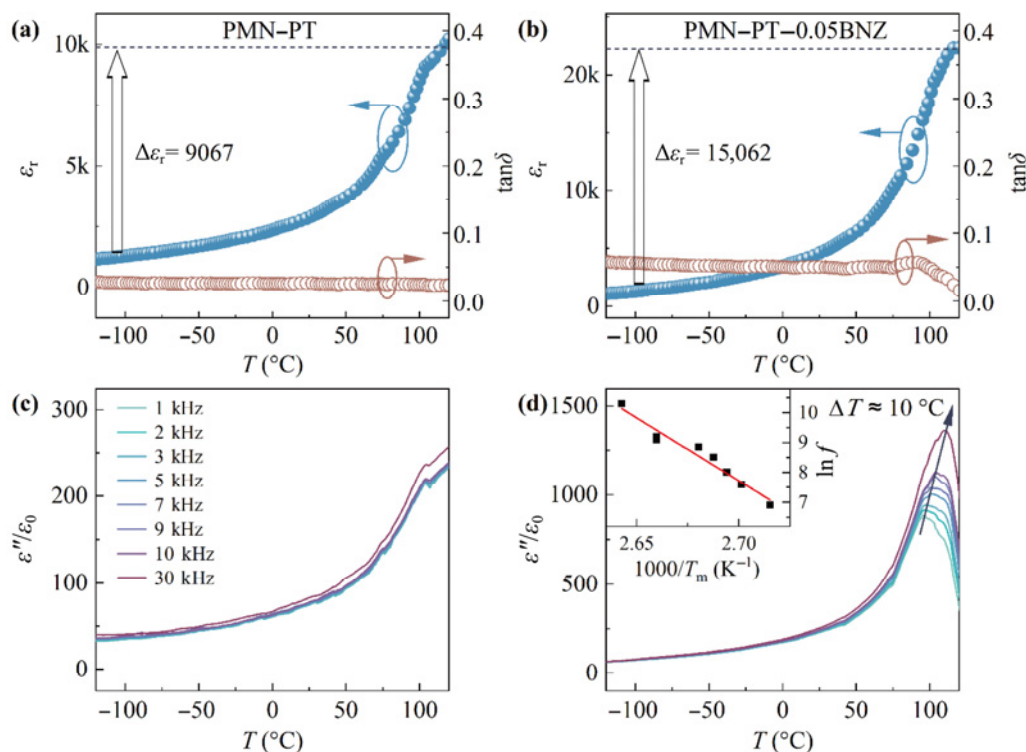 (a)
PMN–PT
10k
5k
0
εr
Δεr = 9067
0.4
0.3
0.2
0.1
0.0
tanδ
−100 −50 0 50 100
T (°C)
(b)
PMN–PT–0.05BNZ
20k
10k
0
εr
Δεr = 15,062
0.4
0.3
0.2
0.1
0.0
tanδ
−100 −50 0 50 100
T (°C)
(c)
300
200
100
0
ε″/ε0
1 kHz
2 kHz
3 kHz
5 kHz
7 kHz
9 kHz
10 kHz
30 kHz
−100 −50 0 50 100
T (°C)
(d)
1500
1000
500
0
ε″/ε0
ΔT ≈ 10 °C
10
9
8
7
ln f
2.65 2.70
1000/Tm (K−1)
−100 −50 0 50 100
T (°C)